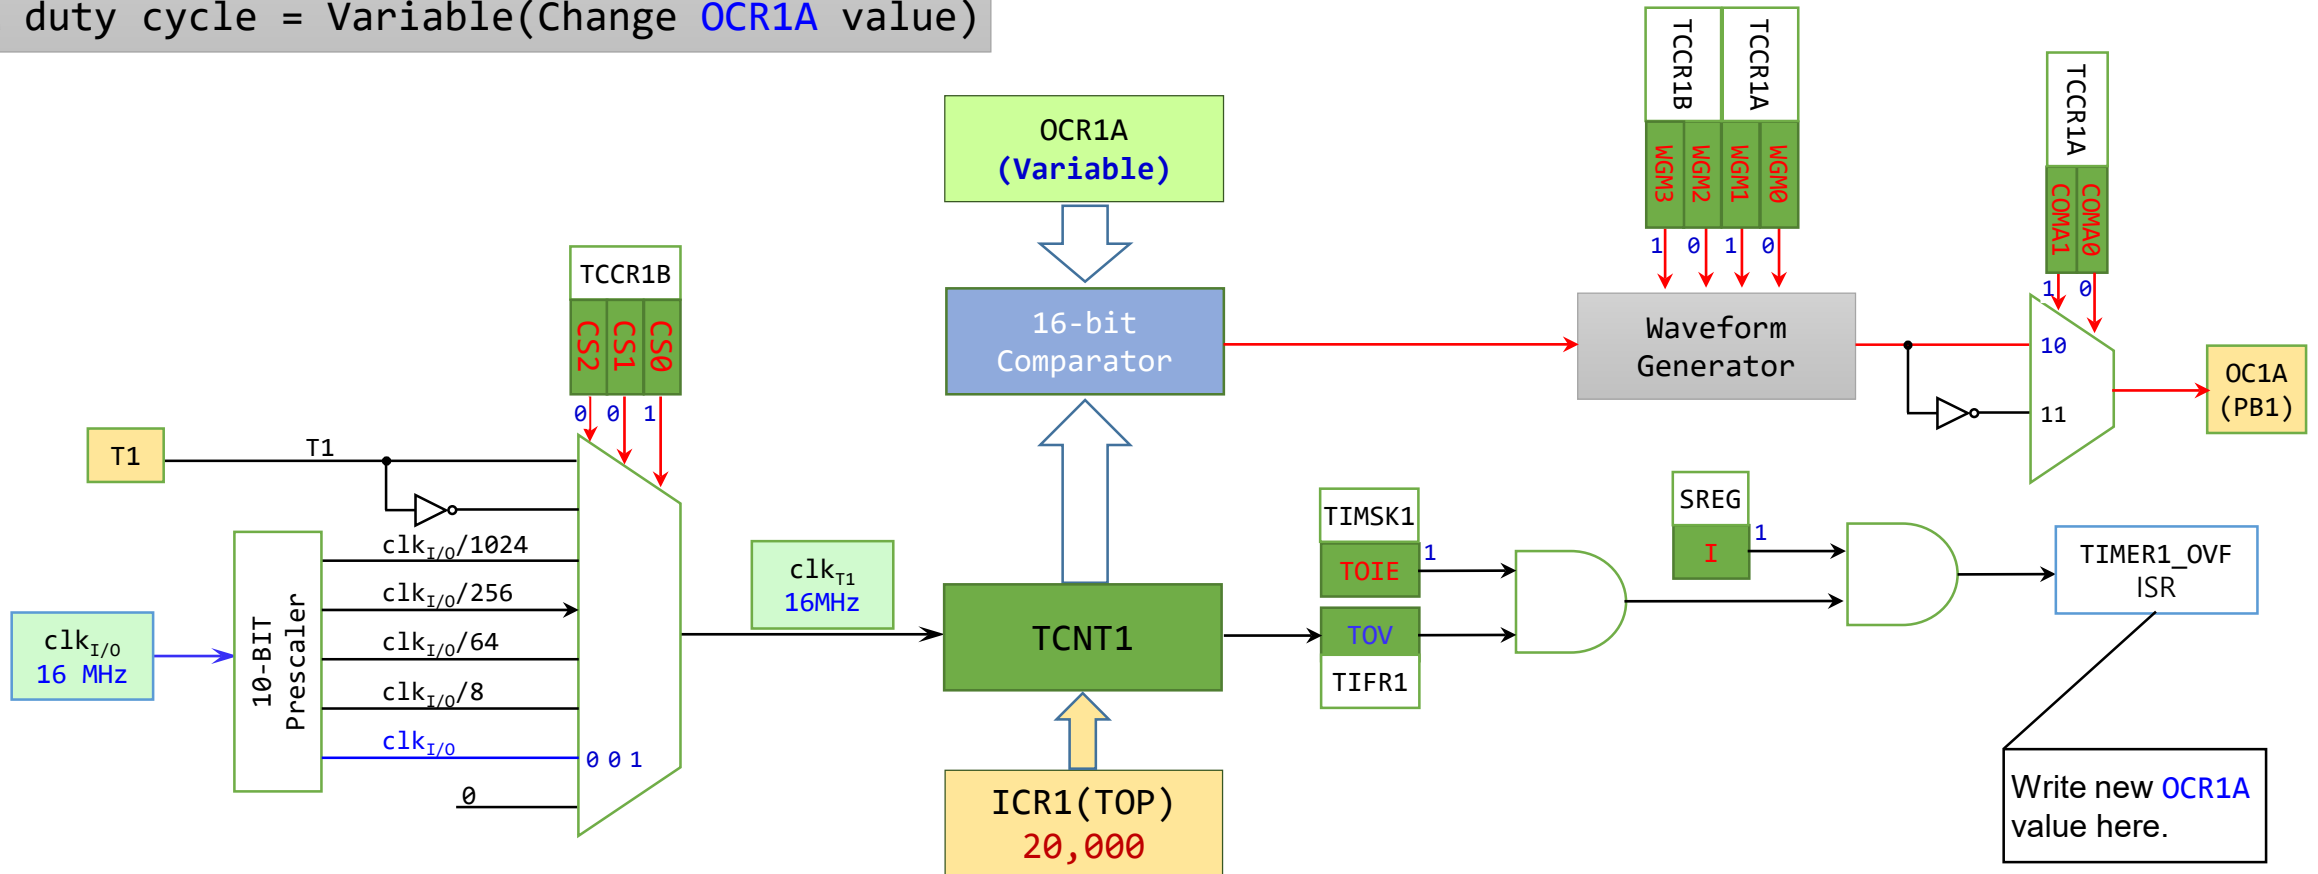 duty cycle = Variable(Change OCR1A value)
TCCR1B
TCCR1A
WGM3
WGM2
WGM1
WGM0
1 0 1 0
TCCR1A
COMA1
COMA0
1 0
OCR1A
(Variable)
TCCR1B
CS2
CS1
CS0
0 0 1
16-bit
Comparator
Waveform
Generator
10
11
OC1A
(PB1)
T1
T1
clkI/O/1024
clkI/O/256
clkI/O/64
clkI/O/8
clkI/O
0 0 1
0
clkI/O
16 MHz
10-BIT
Prescaler
clkT1
16MHz
TCNT1
ICR1(TOP)
20,000
TIMSK1
TOIE
1
TOV
TIFR1
SREG
I
1
TIMER1_OVF
ISR
Write new OCR1A
value here.